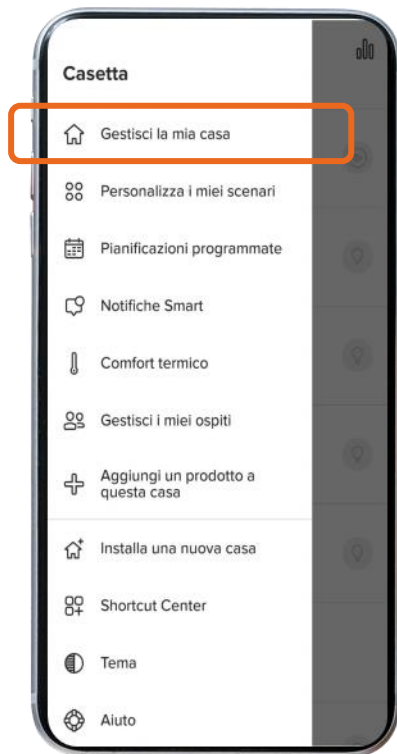 Casetta
Gestisci la mia casa
Personalizza i miei scenari
Pianificazioni programmate
Notifiche Smart
Comfort termico
Gestisci i miei ospiti
Aggiungi un prodotto a
questa casa
Installa una nuova casa
Shortcut Center
Tema
Aiuto